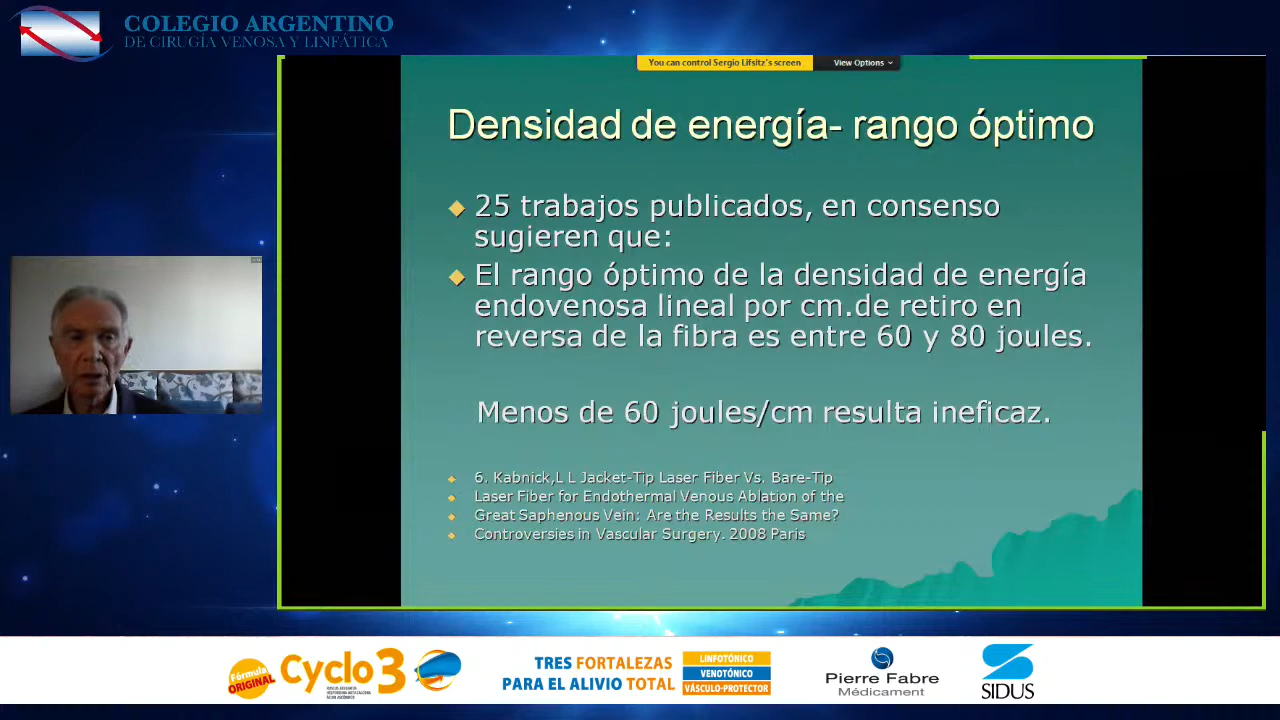 COLEGIO ARGENTINO
DE CIRUGÍA VENOSA Y LINFÁTICA
You can control Sergio Lifsitz's screen
View Options
Densidad de energía- rango óptimo
25 trabajos publicados, en consenso
sugieren que:
El rango óptimo de la densidad de energía
endovenosa lineal por cm.de retiro en
reversa de la fibra es entre 60 y 80 joules.
Menos de 60 joules/cm resulta ineficaz.
6. Kabnick,L L Jacket-Tip Laser Fiber Vs. Bare-Tip
Laser Fiber for Endothermal Venous Ablation of the
Great Saphenous Vein: Are the Results the Same?
Controversies in Vascular Surgery. 2008 Paris
Fórmula
ORIGINAL
Cyclo3
TRES FORTALEZAS
PARA EL ALIVIO TOTAL
LINFOTÓNICO
VENOTÓNICO
VÁSCULO-PROTECTOR
Pierre Fabre
Médicament
SIDUS